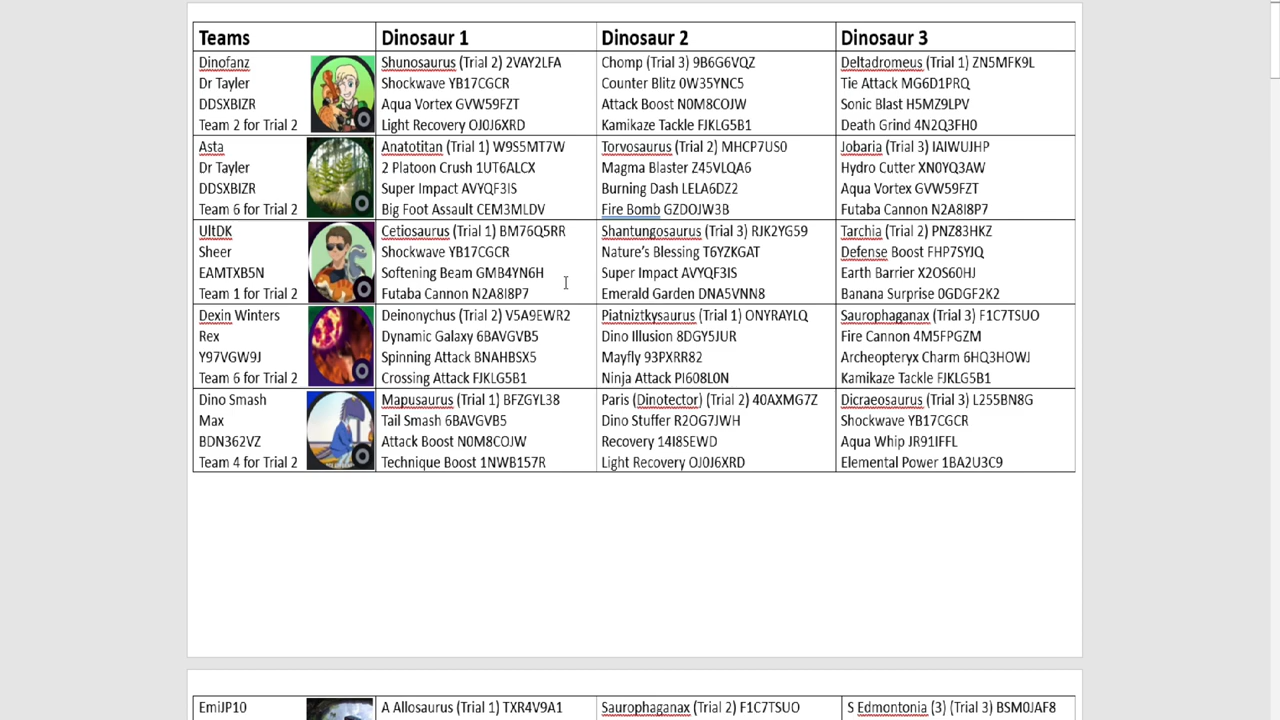 Teams Dinosaur 1 Dinosaur 2 Dinosaur 3
Dinofanz Shunosaurus (Trial 2) 2VAY2LFA Chomp (Trial 3) 9B6G6VQZ Deltadromeus (Trial 1) ZN5MFK9L
Dr Tayler Shockwave YB17CGCR Counter Blitz 0W35YNC5 Tie Attack MG6D1PRQ
DDSXBIZR Aqua Vortex GVW59FZT Attack Boost N0M8COJW Sonic Blast H5MZ9LPV
Team 2 for Trial 2 Light Recovery OJ0J6XRD Kamikaze Tackle FJKLG5B1 Death Grind 4N2Q3FH0
Asta Anatotitan (Trial 1) W9S5MT7W Torvosaurus (Trial 2) MHCP7US0 Jobaria (Trial 3) IAIWUJHP
Dr Tayler 2 Platoon Crush 1UT6ALCX Magma Blaster Z45VLQA6 Hydro Cutter XN0YQ3AW
DDSXBIZR Super Impact AVYQF3IS Burning Dash LELA6DZ2 Aqua Vortex GVW59FZT
Team 6 for Trial 2 Big Foot Assault CEM3MLDV Fire Bomb GZDOJW3B Futaba Cannon N2A8I8P7
UltDK Cetiosaurus (Trial 1) BM76Q5RR Shantungosaurus (Trial 3) RJK2YG59 Tarchia (Trial 2) PNZ83HKZ
Sheer Shockwave YB17CGCR Nature's Blessing T6YZKGAT Defense Boost FHP7SYJQ
EAMTXB5N Softening Beam GMB4YN6H Super Impact AVYQF3IS Earth Barrier X2OS60HJ
Team 1 for Trial 2 Futaba Cannon N2A8I8P7 Emerald Garden DNA5VNN8 Banana Surprise 0GDGF2K2
Dexin Winters Deinonychus (Trial 2) V5A9EWR2 Piatniztkysaurus (Trial 1) ONYRAYLQ Saurophaganax (Trial 3) F1C7TSUO
Rex Dynamic Galaxy 6BAVGVB5 Dino Illusion 8DGY5JUR Fire Cannon 4M5FPGZM
Y97VGW9J Spinning Attack BNAHBSX5 Mayfly 93PXRR82 Archeopteryx Charm 6HQ3HOWJ
Team 6 for Trial 2 Crossing Attack FJKLG5B1 Ninja Attack PI608L0N Kamikaze Tackle FJKLG5B1
Dino Smash Mapusaurus (Trial 1) BFZGYL38 Paris (Dinotector) (Trial 2) 40AXMG7Z Dicraeosaurus (Trial 3) L255BN8G
Max Tail Smash 6BAVGVB5 Dino Stuffer R2OG7JWH Shockwave YB17CGCR
BDN362VZ Attack Boost N0M8COJW Recovery 14I8SEWD Aqua Whip JR91IFFL
Team 4 for Trial 2 Technique Boost 1NWB157R Light Recovery OJ0J6XRD Elemental Power 1BA2U3C9
EmiJP10 A Allosaurus (Trial 1) TXR4V9A1 Saurophaganax (Trial 2) F1C7TSUO S Edmontonia (3) (Trial 3) BSM0JAF8